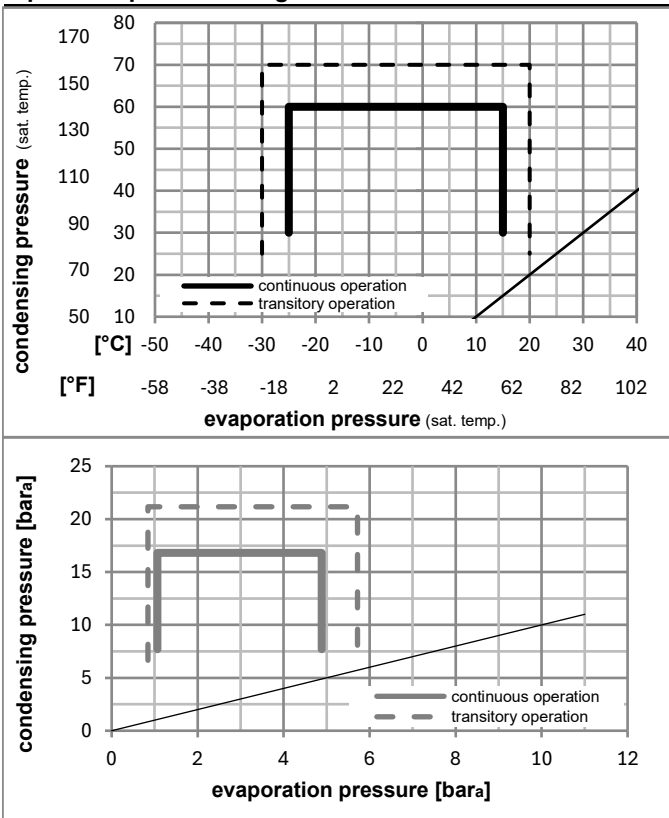 80
170
70
150
60
130
50
110
40
90
30
70
20
50
10
condensing pressure (sat. temp.)
continuous operation
transitory operation
[°C] -50 -40 -30 -20 -10 0 10 20 30 40
[°F] -58 -38 -18 2 22 42 62 82 102
evaporation pressure (sat. temp.)
25
20
15
10
5
0
condensing pressure [bara]
continuous operation
transitory operation
0 2 4 6 8 10 12
evaporation pressure [bara]